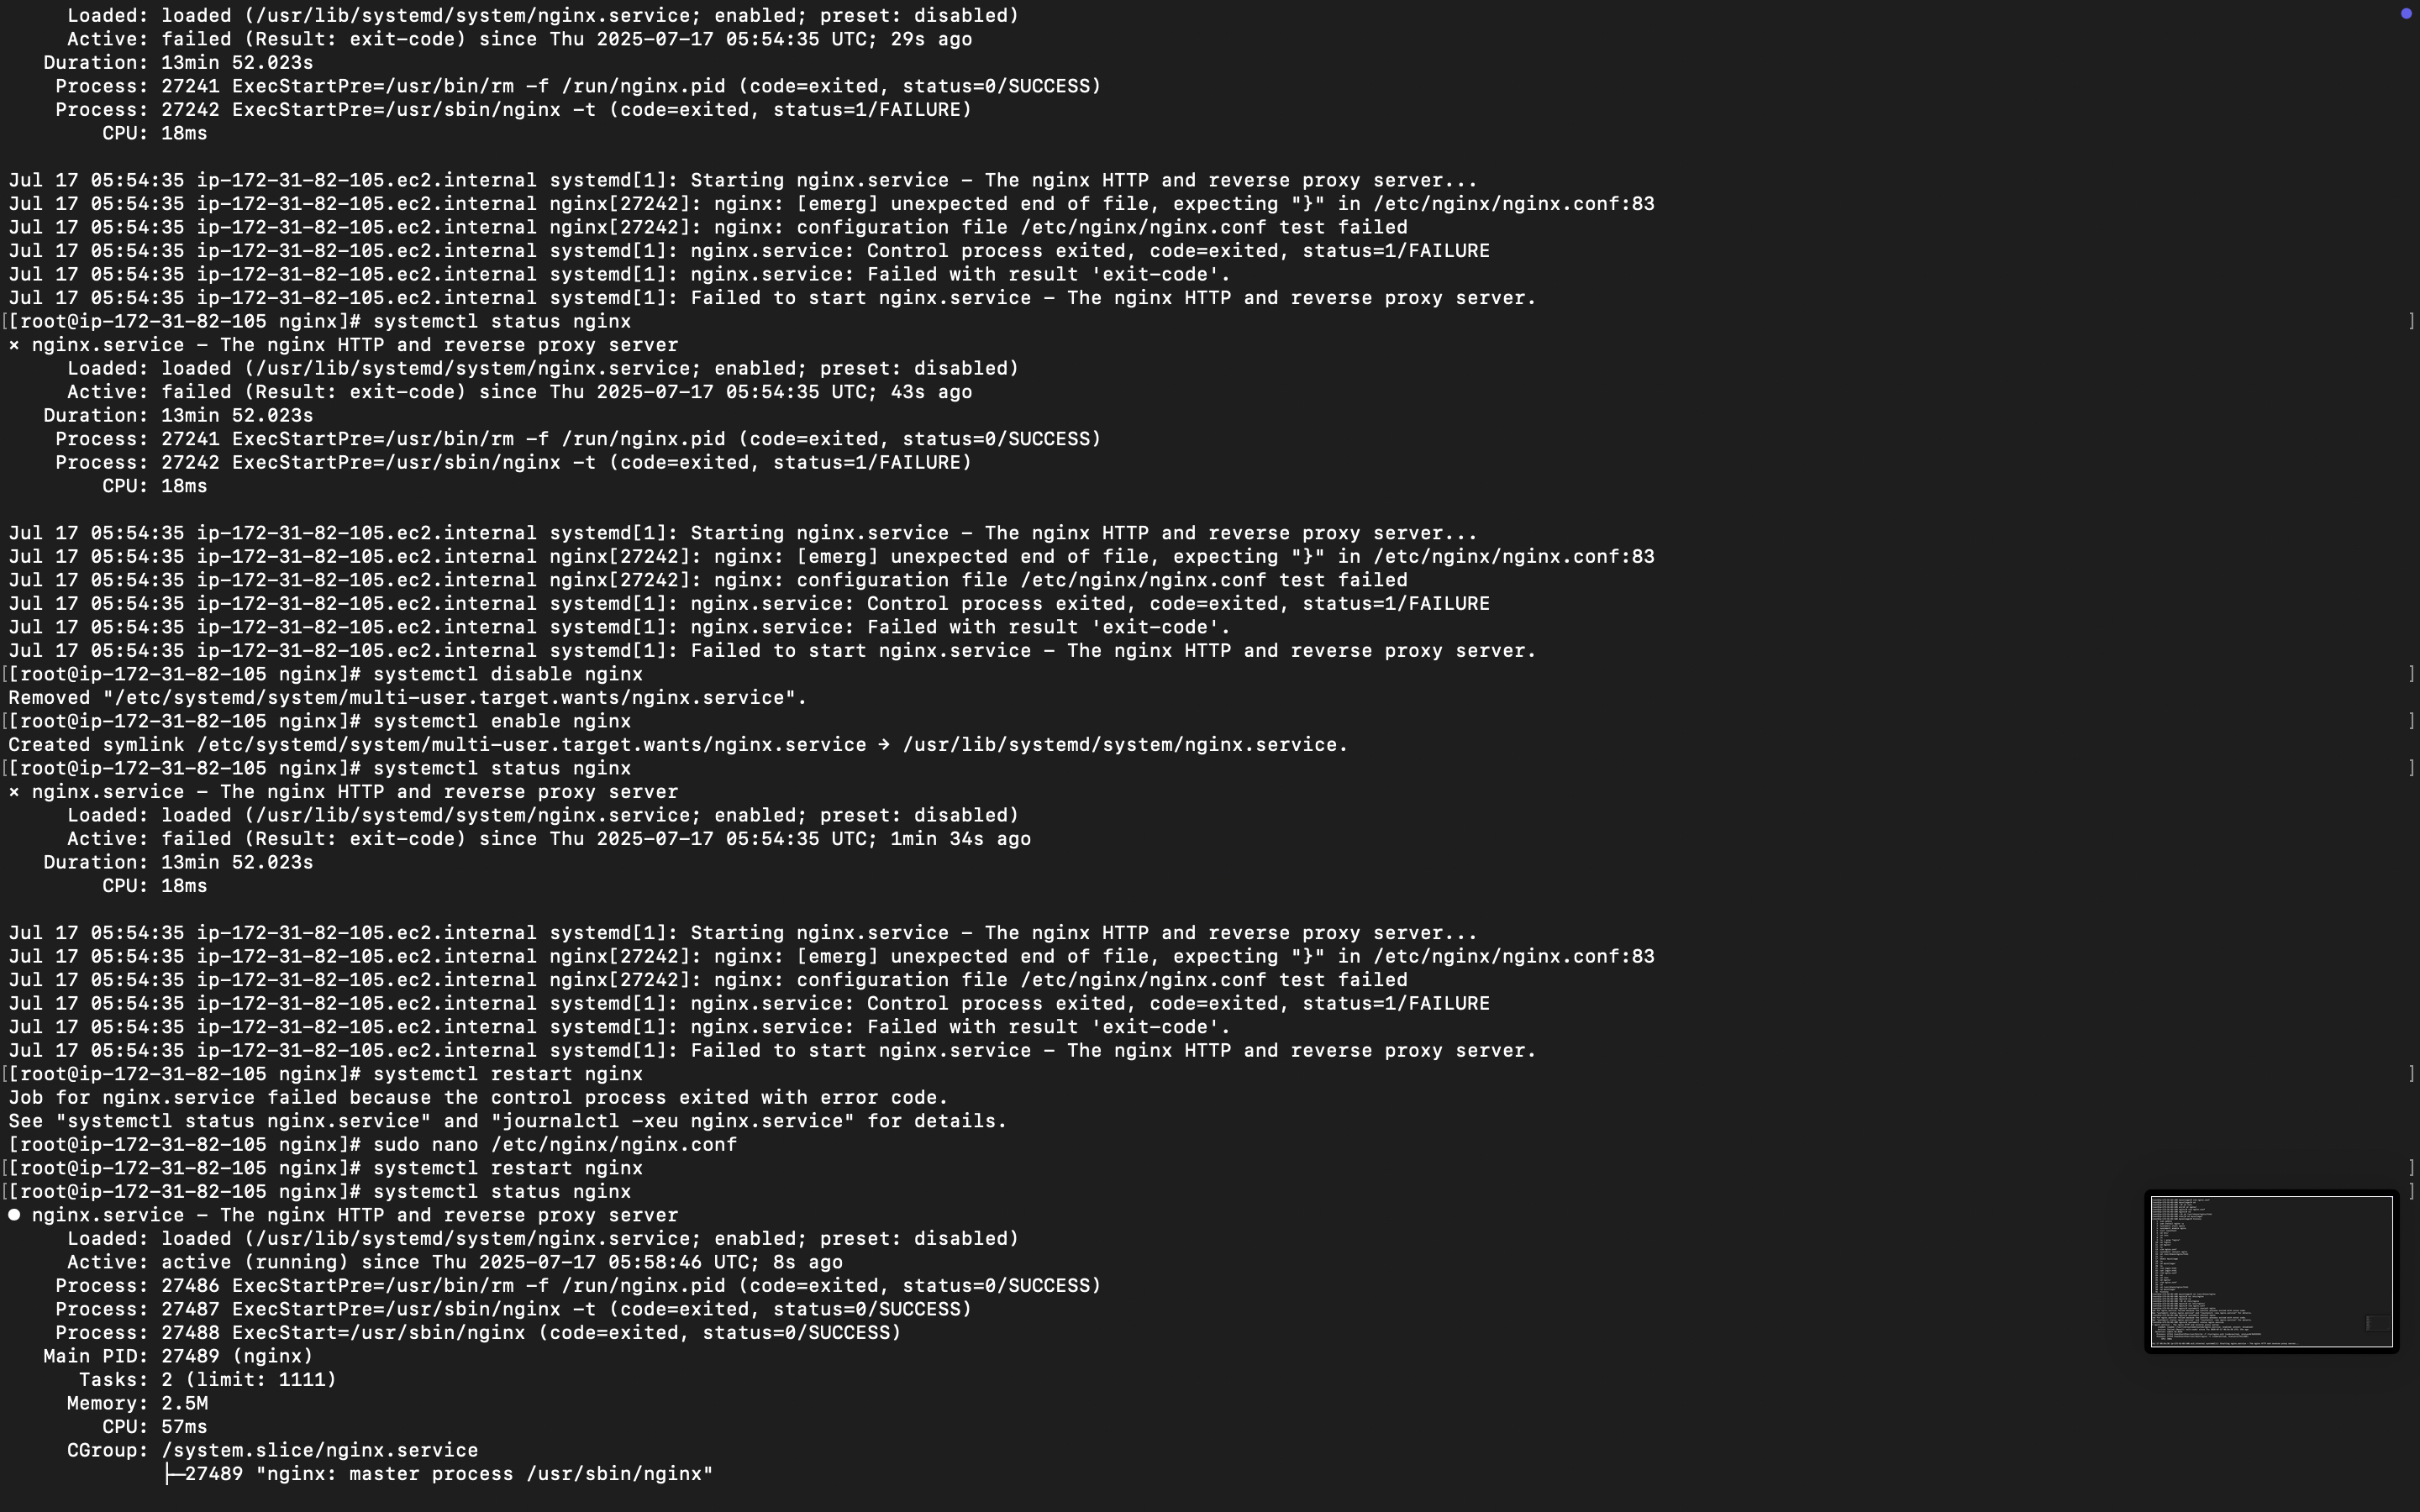 Loaded: loaded (/usr/lib/systemd/system/nginx.service; enabled; preset: disabled)
Active: failed (Result: exit-code) since Thu 2025-07-17 05:54:35 UTC; 29s ago
Duration: 13min 52.023s
Process: 27241 ExecStartPre=/usr/bin/rm -f /run/nginx.pid (code=exited, status=0/SUCCESS)
Process: 27242 ExecStartPre=/usr/sbin/nginx -t (code=exited, status=1/FAILURE)
CPU: 18ms
Jul 17 05:54:35 ip-172-31-82-105.ec2.internal systemd[1]: Starting nginx.service - The nginx HTTP and reverse proxy server...
Jul 17 05:54:35 ip-172-31-82-105.ec2.internal nginx[27242]: nginx: [emerg] unexpected end of file, expecting "}" in /etc/nginx/nginx.conf:83
Jul 17 05:54:35 ip-172-31-82-105.ec2.internal nginx[27242]: nginx: configuration file /etc/nginx/nginx.conf test failed
Jul 17 05:54:35 ip-172-31-82-105.ec2.internal systemd[1]: nginx.service: Control process exited, code=exited, status=1/FAILURE
Jul 17 05:54:35 ip-172-31-82-105.ec2.internal systemd[1]: nginx.service: Failed with result 'exit-code'.
Jul 17 05:54:35 ip-172-31-82-105.ec2.internal systemd[1]: Failed to start nginx.service - The nginx HTTP and reverse proxy server.
[[root@ip-172-31-82-105 nginx]# systemctl status nginx ]
× nginx.service - The nginx HTTP and reverse proxy server
Loaded: loaded (/usr/lib/systemd/system/nginx.service; enabled; preset: disabled)
Active: failed (Result: exit-code) since Thu 2025-07-17 05:54:35 UTC; 43s ago
Duration: 13min 52.023s
Process: 27241 ExecStartPre=/usr/bin/rm -f /run/nginx.pid (code=exited, status=0/SUCCESS)
Process: 27242 ExecStartPre=/usr/sbin/nginx -t (code=exited, status=1/FAILURE)
CPU: 18ms
Jul 17 05:54:35 ip-172-31-82-105.ec2.internal systemd[1]: Starting nginx.service - The nginx HTTP and reverse proxy server...
Jul 17 05:54:35 ip-172-31-82-105.ec2.internal nginx[27242]: nginx: [emerg] unexpected end of file, expecting "}" in /etc/nginx/nginx.conf:83
Jul 17 05:54:35 ip-172-31-82-105.ec2.internal nginx[27242]: nginx: configuration file /etc/nginx/nginx.conf test failed
Jul 17 05:54:35 ip-172-31-82-105.ec2.internal systemd[1]: nginx.service: Control process exited, code=exited, status=1/FAILURE
Jul 17 05:54:35 ip-172-31-82-105.ec2.internal systemd[1]: nginx.service: Failed with result 'exit-code'.
Jul 17 05:54:35 ip-172-31-82-105.ec2.internal systemd[1]: Failed to start nginx.service - The nginx HTTP and reverse proxy server.
[[root@ip-172-31-82-105 nginx]# systemctl disable nginx ]
Removed "/etc/systemd/system/multi-user.target.wants/nginx.service".
[[root@ip-172-31-82-105 nginx]# systemctl enable nginx ]
Created symlink /etc/systemd/system/multi-user.target.wants/nginx.service → /usr/lib/systemd/system/nginx.service.
[[root@ip-172-31-82-105 nginx]# systemctl status nginx ]
× nginx.service - The nginx HTTP and reverse proxy server
Loaded: loaded (/usr/lib/systemd/system/nginx.service; enabled; preset: disabled)
Active: failed (Result: exit-code) since Thu 2025-07-17 05:54:35 UTC; 1min 34s ago
Duration: 13min 52.023s
CPU: 18ms
Jul 17 05:54:35 ip-172-31-82-105.ec2.internal systemd[1]: Starting nginx.service - The nginx HTTP and reverse proxy server...
Jul 17 05:54:35 ip-172-31-82-105.ec2.internal nginx[27242]: nginx: [emerg] unexpected end of file, expecting "}" in /etc/nginx/nginx.conf:83
Jul 17 05:54:35 ip-172-31-82-105.ec2.internal nginx[27242]: nginx: configuration file /etc/nginx/nginx.conf test failed
Jul 17 05:54:35 ip-172-31-82-105.ec2.internal systemd[1]: nginx.service: Control process exited, code=exited, status=1/FAILURE
Jul 17 05:54:35 ip-172-31-82-105.ec2.internal systemd[1]: nginx.service: Failed with result 'exit-code'.
Jul 17 05:54:35 ip-172-31-82-105.ec2.internal systemd[1]: Failed to start nginx.service - The nginx HTTP and reverse proxy server.
[[root@ip-172-31-82-105 nginx]# systemctl restart nginx ]
Job for nginx.service failed because the control process exited with error code.
See "systemctl status nginx.service" and "journalctl -xeu nginx.service" for details.
[root@ip-172-31-82-105 nginx]# sudo nano /etc/nginx/nginx.conf
[[root@ip-172-31-82-105 nginx]# systemctl restart nginx ]
[[root@ip-172-31-82-105 nginx]# systemctl status nginx ]
● nginx.service - The nginx HTTP and reverse proxy server
Loaded: loaded (/usr/lib/systemd/system/nginx.service; enabled; preset: disabled)
Active: active (running) since Thu 2025-07-17 05:58:46 UTC; 8s ago
Process: 27486 ExecStartPre=/usr/bin/rm -f /run/nginx.pid (code=exited, status=0/SUCCESS)
Process: 27487 ExecStartPre=/usr/sbin/nginx -t (code=exited, status=0/SUCCESS)
Process: 27488 ExecStart=/usr/sbin/nginx (code=exited, status=0/SUCCESS)
Main PID: 27489 (nginx)
Tasks: 2 (limit: 1111)
Memory: 2.5M
CPU: 57ms
CGroup: /system.slice/nginx.service
├─27489 "nginx: master process /usr/sbin/nginx"